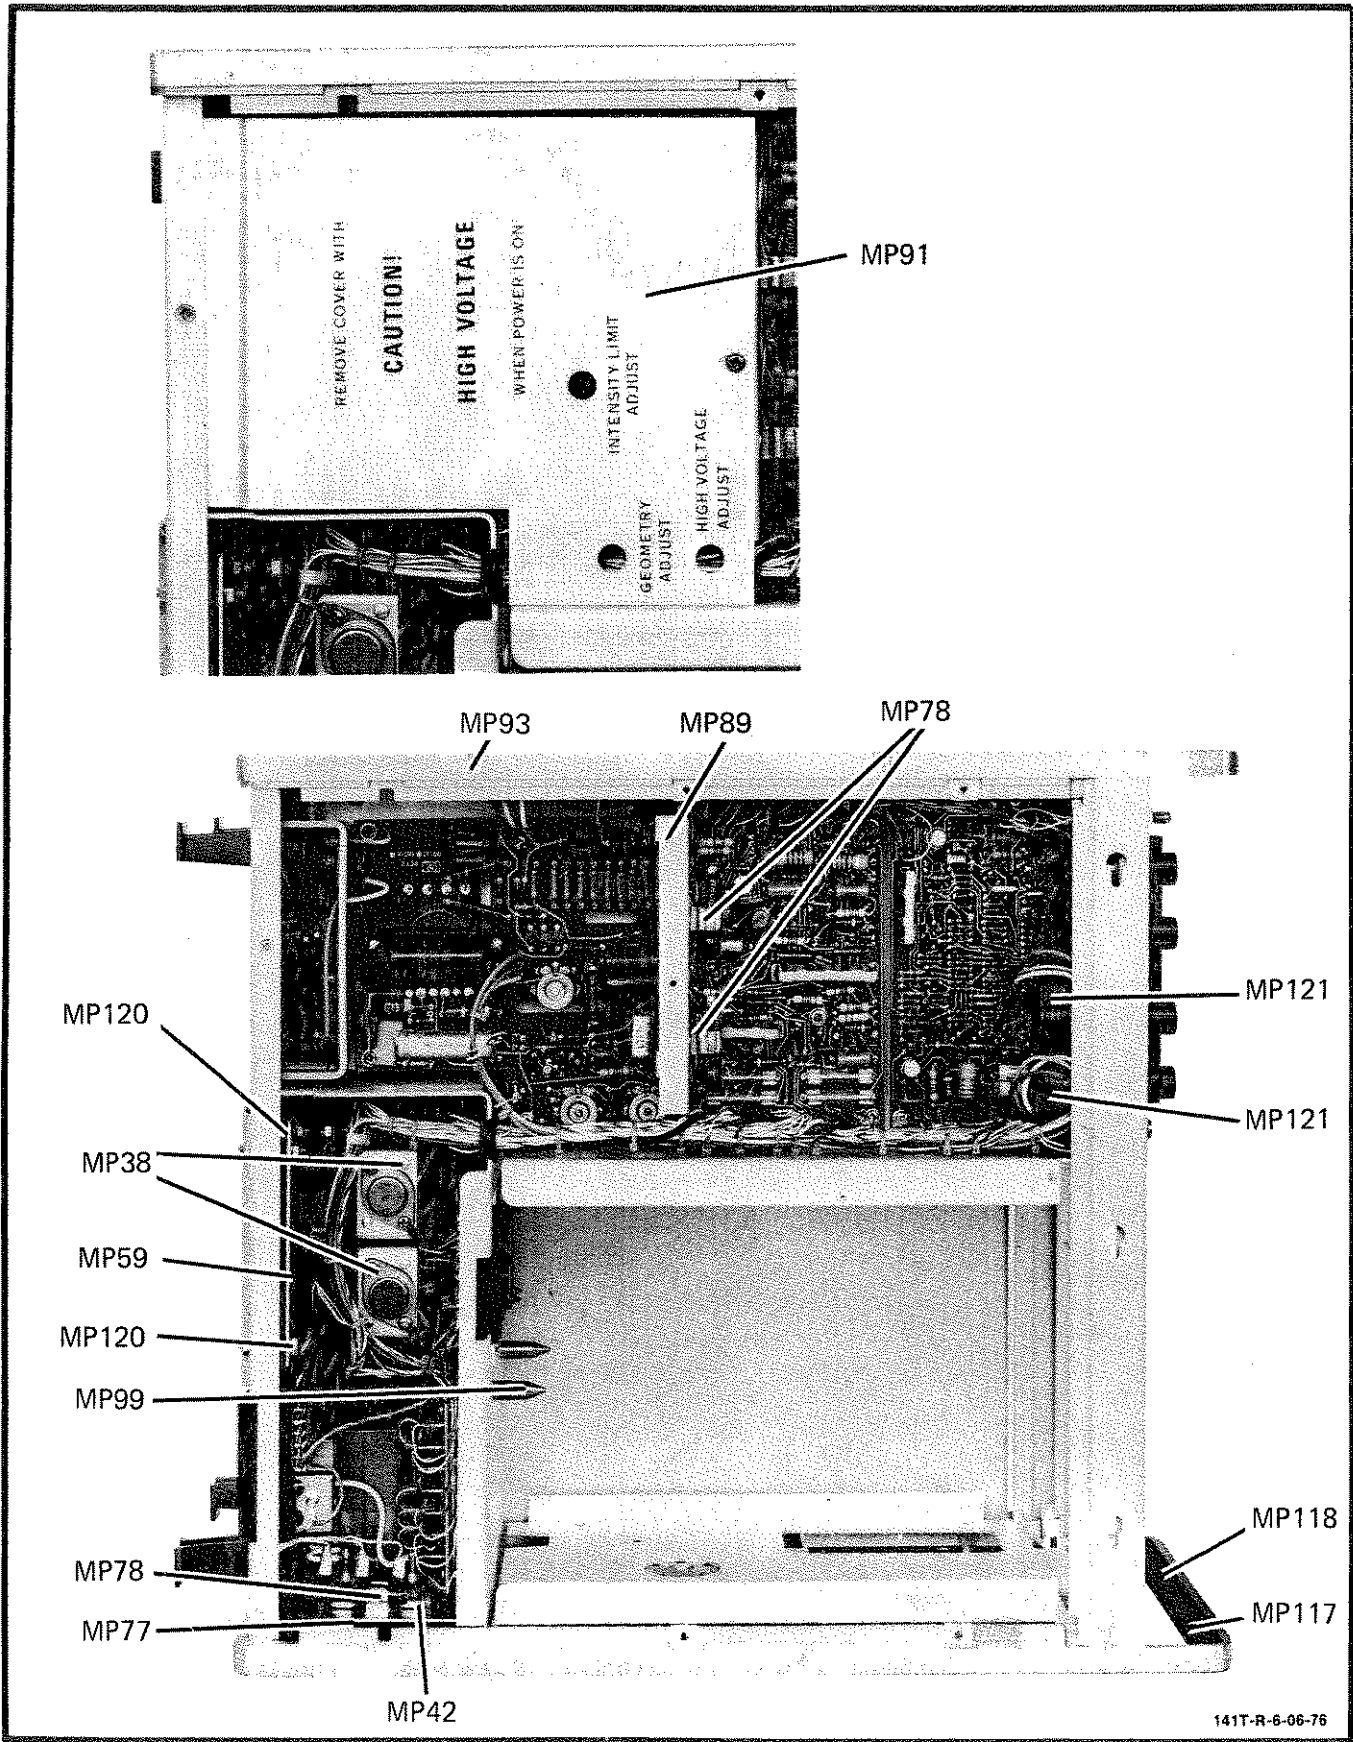 REMOVE COVER WITH
CAUTION!
HIGH VOLTAGE
WHEN POWER IS ON
INTENSITY LIMIT
ADJUST
GEOMETRY
ADJUST
HIGH VOLTAGE
ADJUST
MP91
MP93
MP89
MP78
MP120
MP121
MP121
MP38
MP59
MP120
MP99
MP118
MP78
MP117
MP77
MP42
141T-R-6-06-76